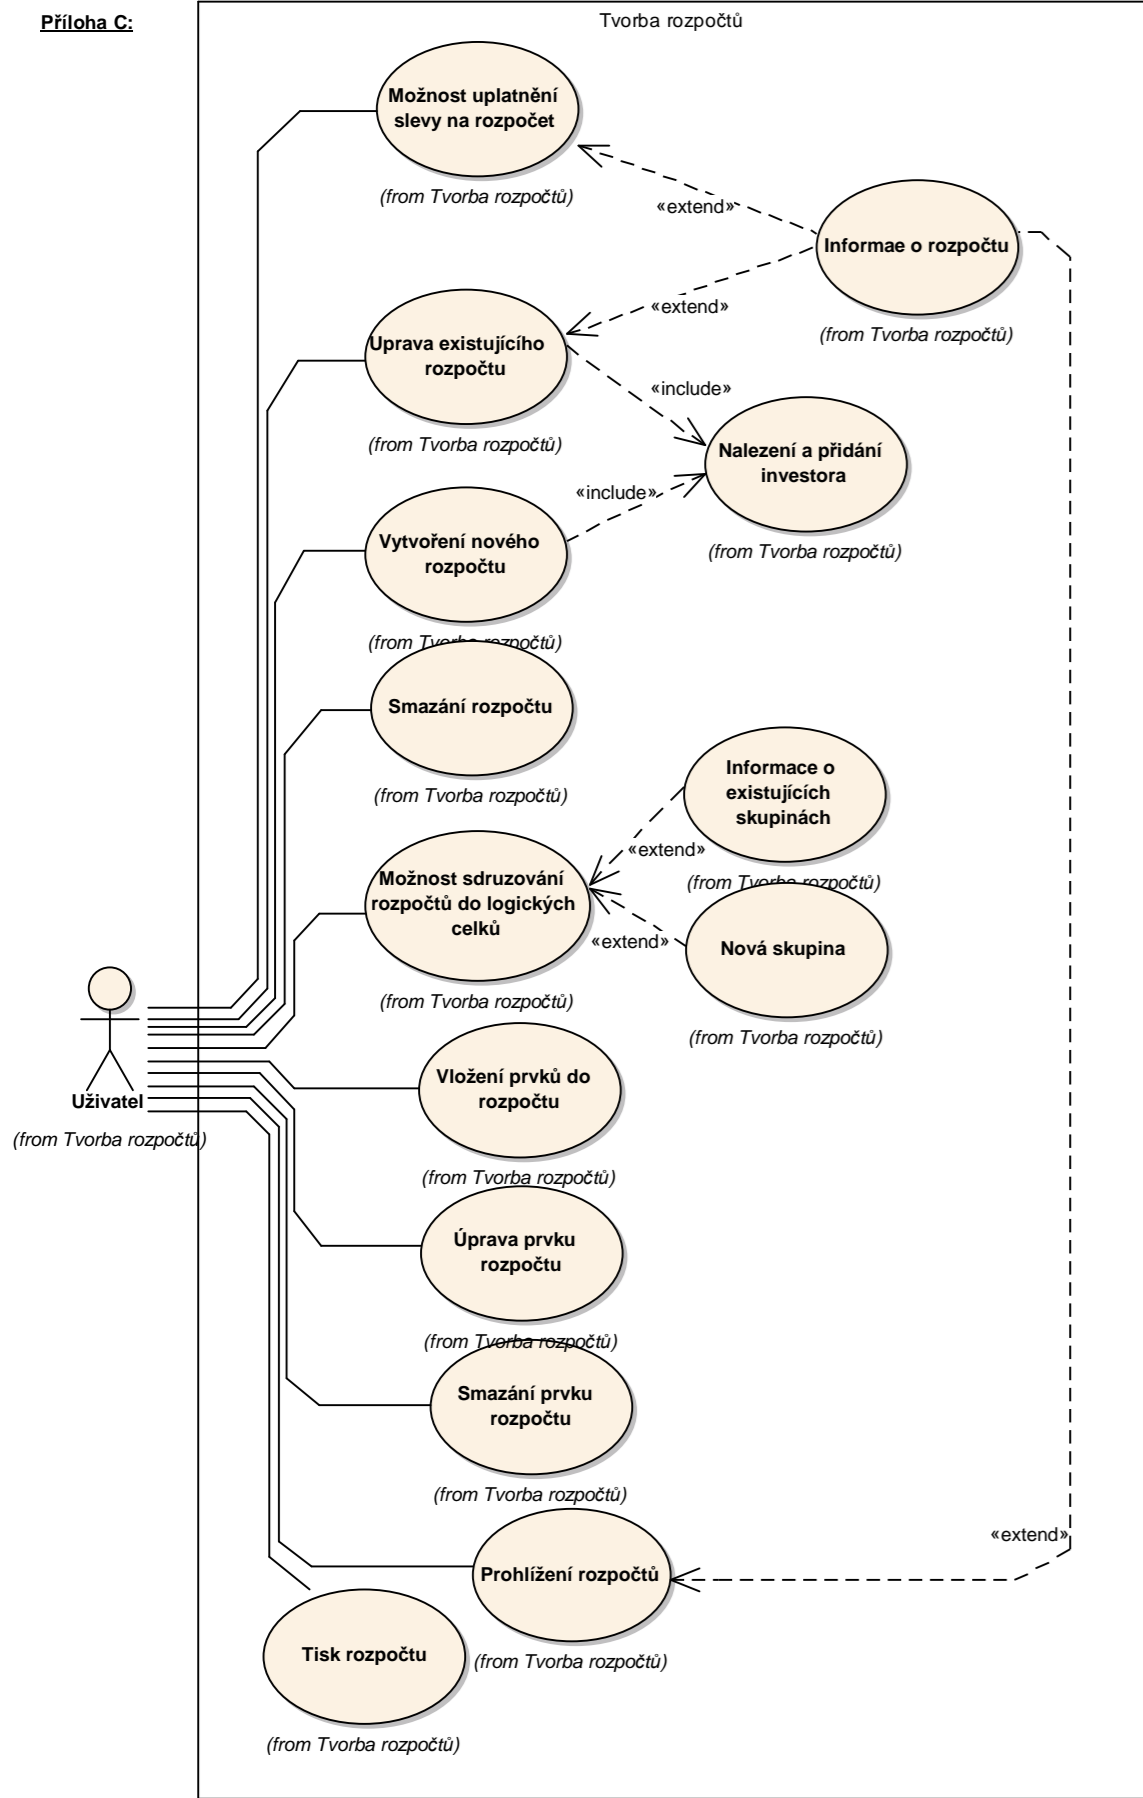 Příloha C:
Tvorba rozpočtů
Možnost uplatnění
slevy na rozpočet
(from Tvorba rozpočtů)
«extend»
Informae o rozpočtu
(from Tvorba rozpočtů)
«extend»
Uprava existujícího
rozpočtu
(from Tvorba rozpočtů)
«include»
Nalezení a přidání
investora
(from Tvorba rozpočtů)
«include»
Vytvoření nového
rozpočtu
(from Tvorba rozpočtů)
Smazání rozpočtu
(from Tvorba rozpočtů)
Informace o
existujících
skupinách
(from Tvorba rozpočtů)
«extend»
Možnost sdruzování
rozpočtů do logických
celků
(from Tvorba rozpočtů)
«extend»
Nová skupina
(from Tvorba rozpočtů)
Uživatel
(from Tvorba rozpočtů)
Vložení prvků do
rozpočtu
(from Tvorba rozpočtů)
Úprava prvku
rozpočtu
(from Tvorba rozpočtů)
Smazání prvku
rozpočtu
(from Tvorba rozpočtů)
«extend»
Prohlížení rozpočtů
(from Tvorba rozpočtů)
Tisk rozpočtu
(from Tvorba rozpočtů)